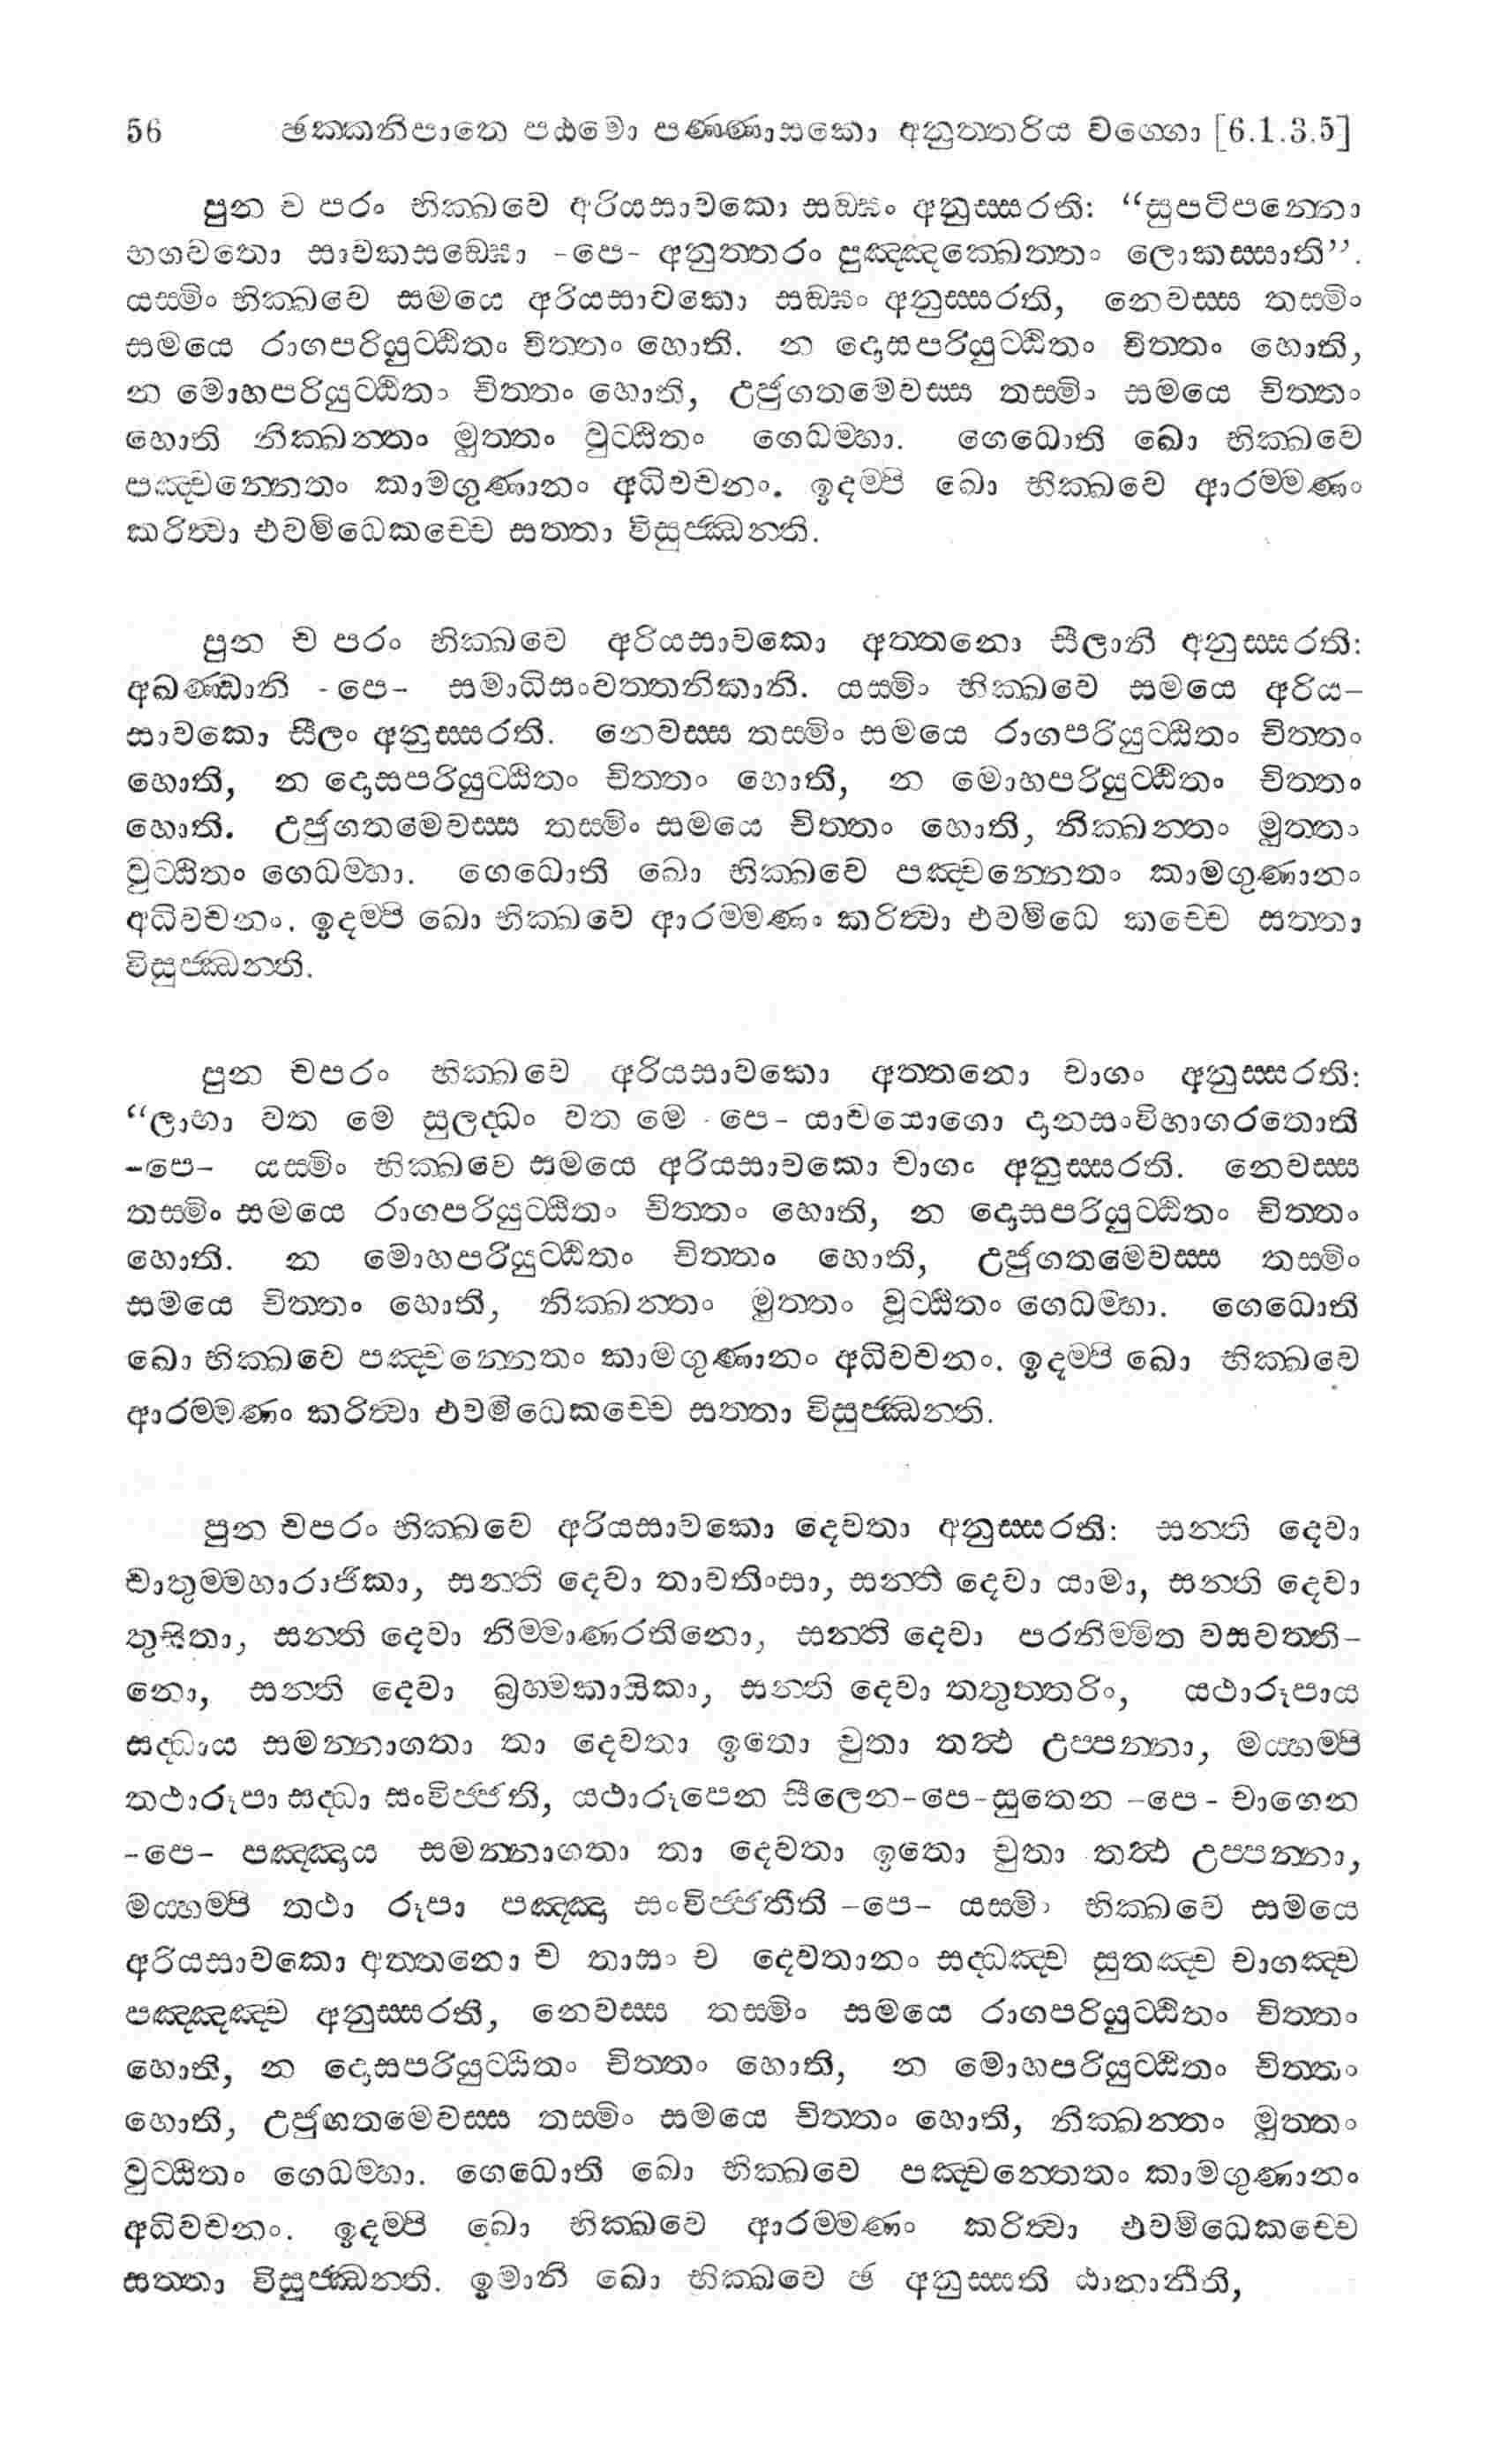 56 ඡක්කනිපාතෙ පඨමො පණ්ණාසකො අනුත්තරිය වග්ගො [6.1.3.5]
පුන ච පරං භික්ඛවෙ අරියසාවකො සඞ්ඝං අනුස්සරති: “සුපටිපන්නො
භගවතො සාවකසඞ්ඝො -පෙ- අනුත්තරං පුඤ්ඤක්ඛෙත්තං ලොකස්සාති”.
යස්මිං භික්ඛවෙ සමයෙ අරියසාවකො සඞ්ඝං අනුස්සරති, නෙවස්ස තස්මිං
සමයෙ රාගපරියුට්ඨිතං චිත්තං හොති. න දොසපරියුට්ඨිතං චිත්තං හොති,
න මොහපරියුට්ඨිතං චිත්තං හොති, උජුගතමෙවස්ස තස්මිං සමයෙ චිත්තං
හොති නික්ඛන්තං මුත්තං වුට්ඨිතං ගෙධම්හා. ගෙධොති ඛො භික්ඛවෙ
පඤ්චන්නෙතං කාමගුණානං අධිවචනං. ඉදම්පි ඛො භික්ඛවෙ ආරම්මණං
කරිත්වා එවමිධෙකච්චෙ සත්තා විසුජ්ඣන්ති.
පුන ච පරං භික්ඛවෙ අරියසාවකො අත්තනො සීලානි අනුස්සරති:
අඛණ්ඩානි -පෙ- සමාධිසංවත්තනිකානි. යස්මිං භික්ඛවෙ සමයෙ අරිය-
සාවකො සීලං අනුස්සරති. නෙවස්ස තස්මිං සමයෙ රාගපරියුට්ඨිතං චිත්තං
හොති, න දොසපරියුට්ඨිතං චිත්තං හොති, න මොහපරියුට්ඨිතං චිත්තං
හොති. උජුගතමෙවස්ස තස්මිං සමයෙ චිත්තං හොති, නික්ඛන්තං මුත්තං
වුට්ඨිතං ගෙධම්හා. ගෙධොති ඛො භික්ඛවෙ පඤ්චන්නෙතං කාමගුණානං
අධිවචනං. ඉදම්පි ඛො භික්ඛවෙ ආරම්මණං කරිත්වා එවමිධෙ කච්චෙ සත්තා
විසුජ්ඣන්ති.
පුන චපරං භික්ඛවෙ අරියසාවකො අත්තනො චාගං අනුස්සරති:
“ලාභා වත මෙ සුලද්ධං වත මෙ -පෙ- යාචයොගො දානසංවිභාගරතොති
-පෙ- යස්මිං භික්ඛවෙ සමයෙ අරියසාවකො චාගං අනුස්සරති. නෙවස්ස
තස්මිං සමයෙ රාගපරියුට්ඨිතං චිත්තං හොති, න දොසපරියුට්ඨිතං චිත්තං
හොති. න මොහපරියුට්ඨිතං චිත්තං හොති, උජුගතමෙවස්ස තස්මිං
සමයෙ චිත්තං හොති, නික්ඛන්තං මුත්තං වූට්ඨිතං ගෙධම්හා. ගෙධොති
ඛො භික්ඛවෙ පඤ්චන්නෙතං කාමගුණානං අධිවචනං. ඉදම්පි ඛො භික්ඛවෙ
ආරම්මණං කරිත්වා එවමිධෙකච්චෙ සත්තා විසුජ්ඣන්ති.
පුන චපරං භික්ඛවෙ අරියසාවකො දෙවතා අනුස්සරති: සන්ති දෙවා
චාතුම්මහාරාජිකා, සන්ති දෙවා තාවතිංසා, සන්ති දෙවා යාමා, සන්ති දෙවා
තුසිතා, සන්ති දෙවා නිම්මාණරතිනො, සන්ති දෙවා පරනිම්මිත වසවත්ති-
නො, සන්ති දෙවා බ්‍රහ්මකායිකා, සන්ති දෙවා තතුත්තරිං, යථාරූපාය
සද්ධාය සමන්නාගතා තා දෙවතා ඉතො චුතා තත්ථ උප්පන්නා, මය්හම්පි
තථාරූපා සද්ධා සංවිජ්ජති, යථාරූපෙන සීලෙන-පෙ-සුතෙන -පෙ- චාගෙන
-පෙ- පඤ්ඤාය සමන්නාගතා තා දෙවතා ඉතො චුතා තත්ථ උප්පන්නා,
මය්හම්පි තථා රූපා පඤ්ඤා සංවිජ්ජතීති -පෙ- යස්මිං භික්ඛවෙ සමයෙ
අරියසාවකො අත්තනො ච තාසං ච දෙවතානං සද්ධඤ්ච සුතඤ්ච චාගඤ්ච
පඤ්ඤඤ්ච අනුස්සරති, නෙවස්ස තස්මිං සමයෙ රාගපරියුට්ඨිතං චිත්තං
හොති, න දොසපරියුට්ඨිතං චිත්තං හොති, න මොහපරියුට්ඨිතං චිත්තං
හොති, උජුඟතමෙවස්ස තස්මිං සමයෙ චිත්තං හොති, නික්ඛන්තං මුත්තං
වුට්ඨිතං ගෙධම්හා. ගෙධොති ඛො භික්ඛවෙ පඤ්චන්නෙතං කාමගුණානං
අධිවචනං. ඉදම්පි ඛො භික්ඛවෙ ආරම්මණං කරිත්වා එවමිධෙකච්චෙ
සත්තා විසුජ්ඣන්ති. ඉමානි ඛො භික්ඛවෙ ඡ අනුස්සති ඨානානීති,